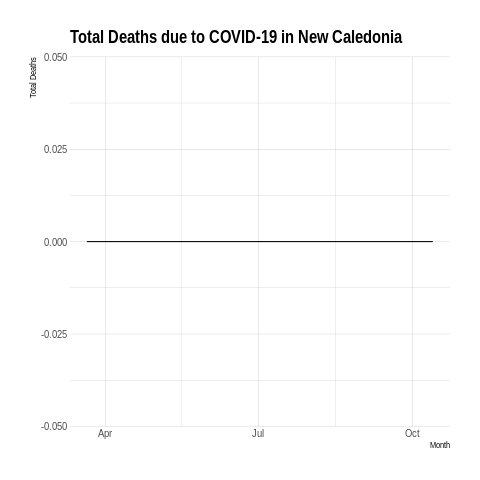 Total Deaths due to COVID-19 in New Caledonia
Total Deaths
0.050
0.025
0.000
-0.025
-0.050
Apr Jul Oct
Month